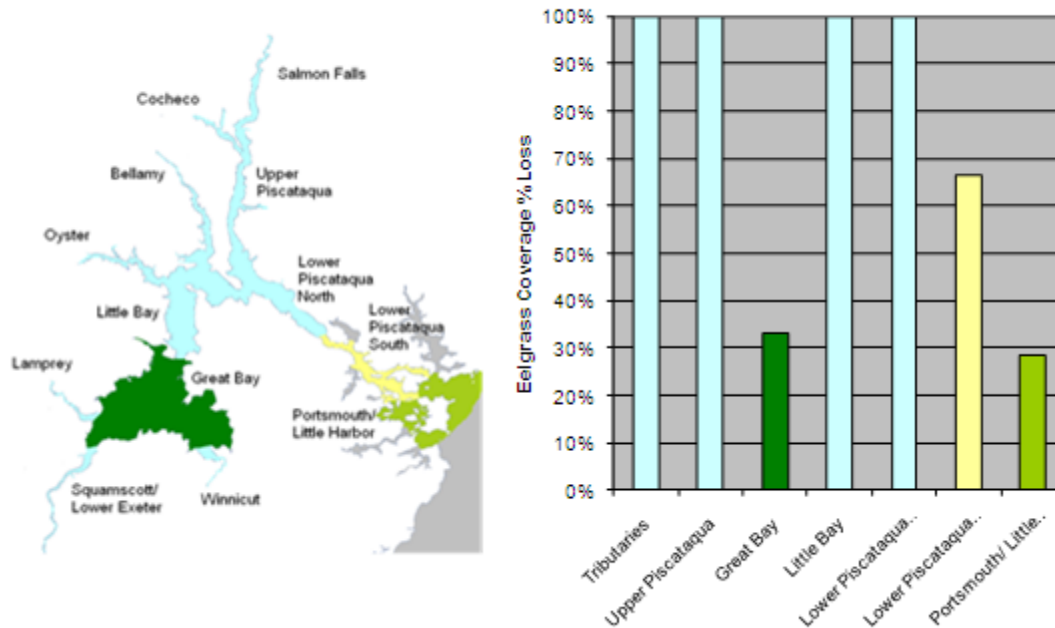 Salmon Falls
Cocheco
Bellamy
Upper
Piscataqua
Oyster
Lower
Piscataqua
North
Little Bay
Lower
Piscataqua
South
Lamprey
Great Bay
Portsmouth/
Little Harbor
Squamscott/
Lower Exeter
Winnicut
Eelgrass Coverage % Loss
100%
90%
80%
70%
60%
50%
40%
30%
20%
10%
0%
Tributaries
Upper Piscataqua
Great Bay
Little Bay
Lower Piscataqua..
Lower Piscataqua..
Portsmouth/ Little..